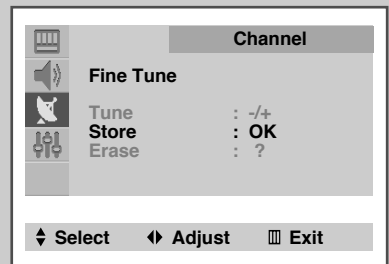 Channel
Fine Tune
Tune : -/+
Store : OK
Erase : ?
Select Adjust Exit